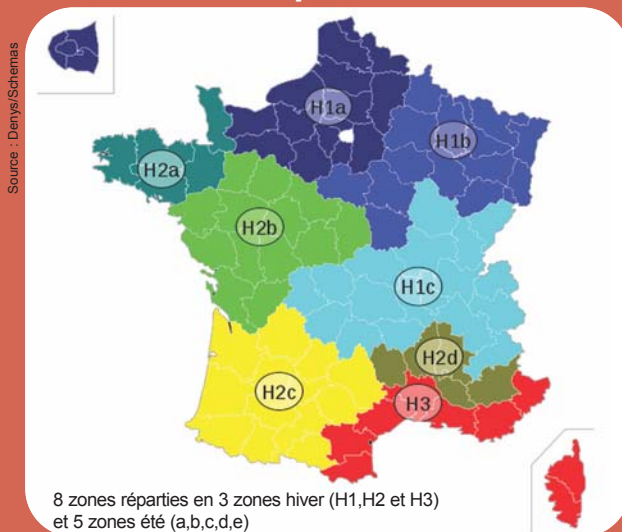 Source : Denys/Schemas
H1a
H1b
H2a
H2b
H1c
H2d
H2c
H3
8 zones réparties en 3 zones hiver (H1,H2 et H3)
et 5 zones été (a,b,c,d,e)